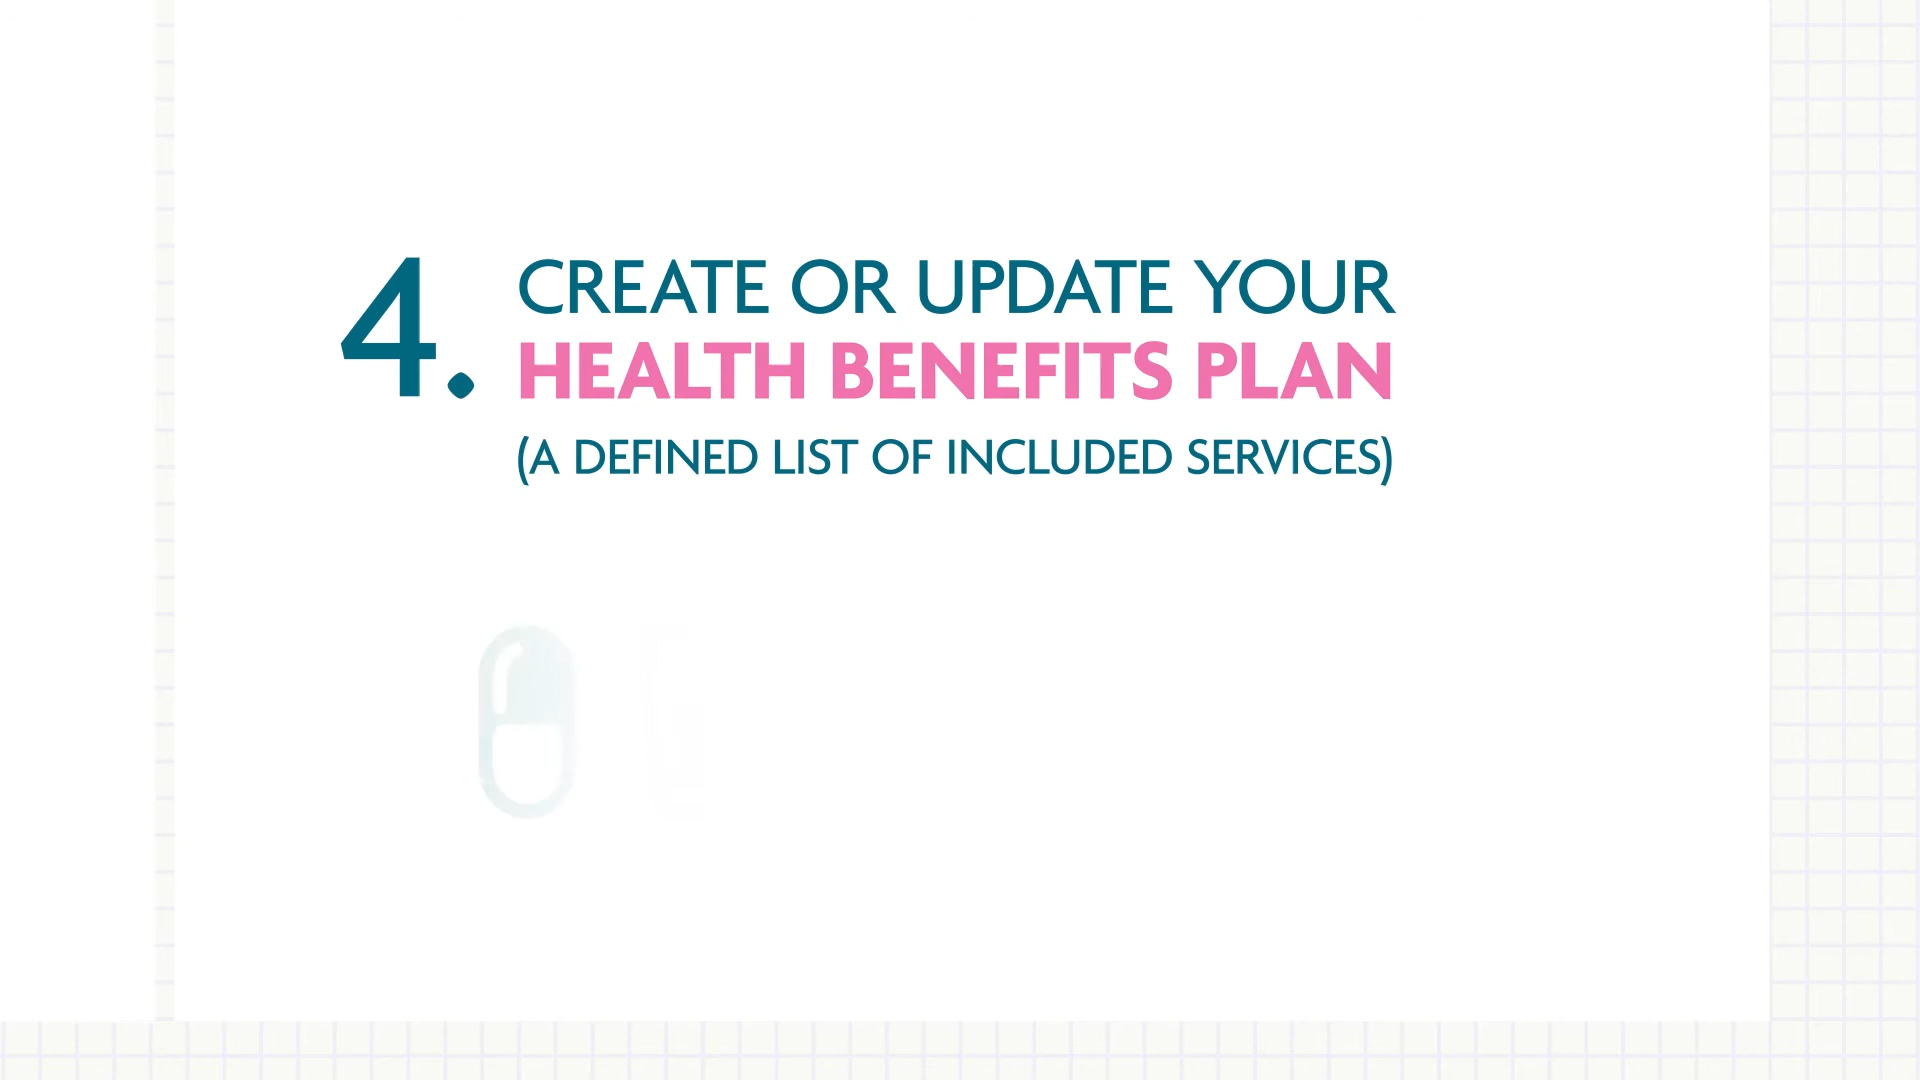 4. CREATE OR UPDATE YOUR
HEALTH BENEFITS PLAN
(A DEFINED LIST OF INCLUDED SERVICES)